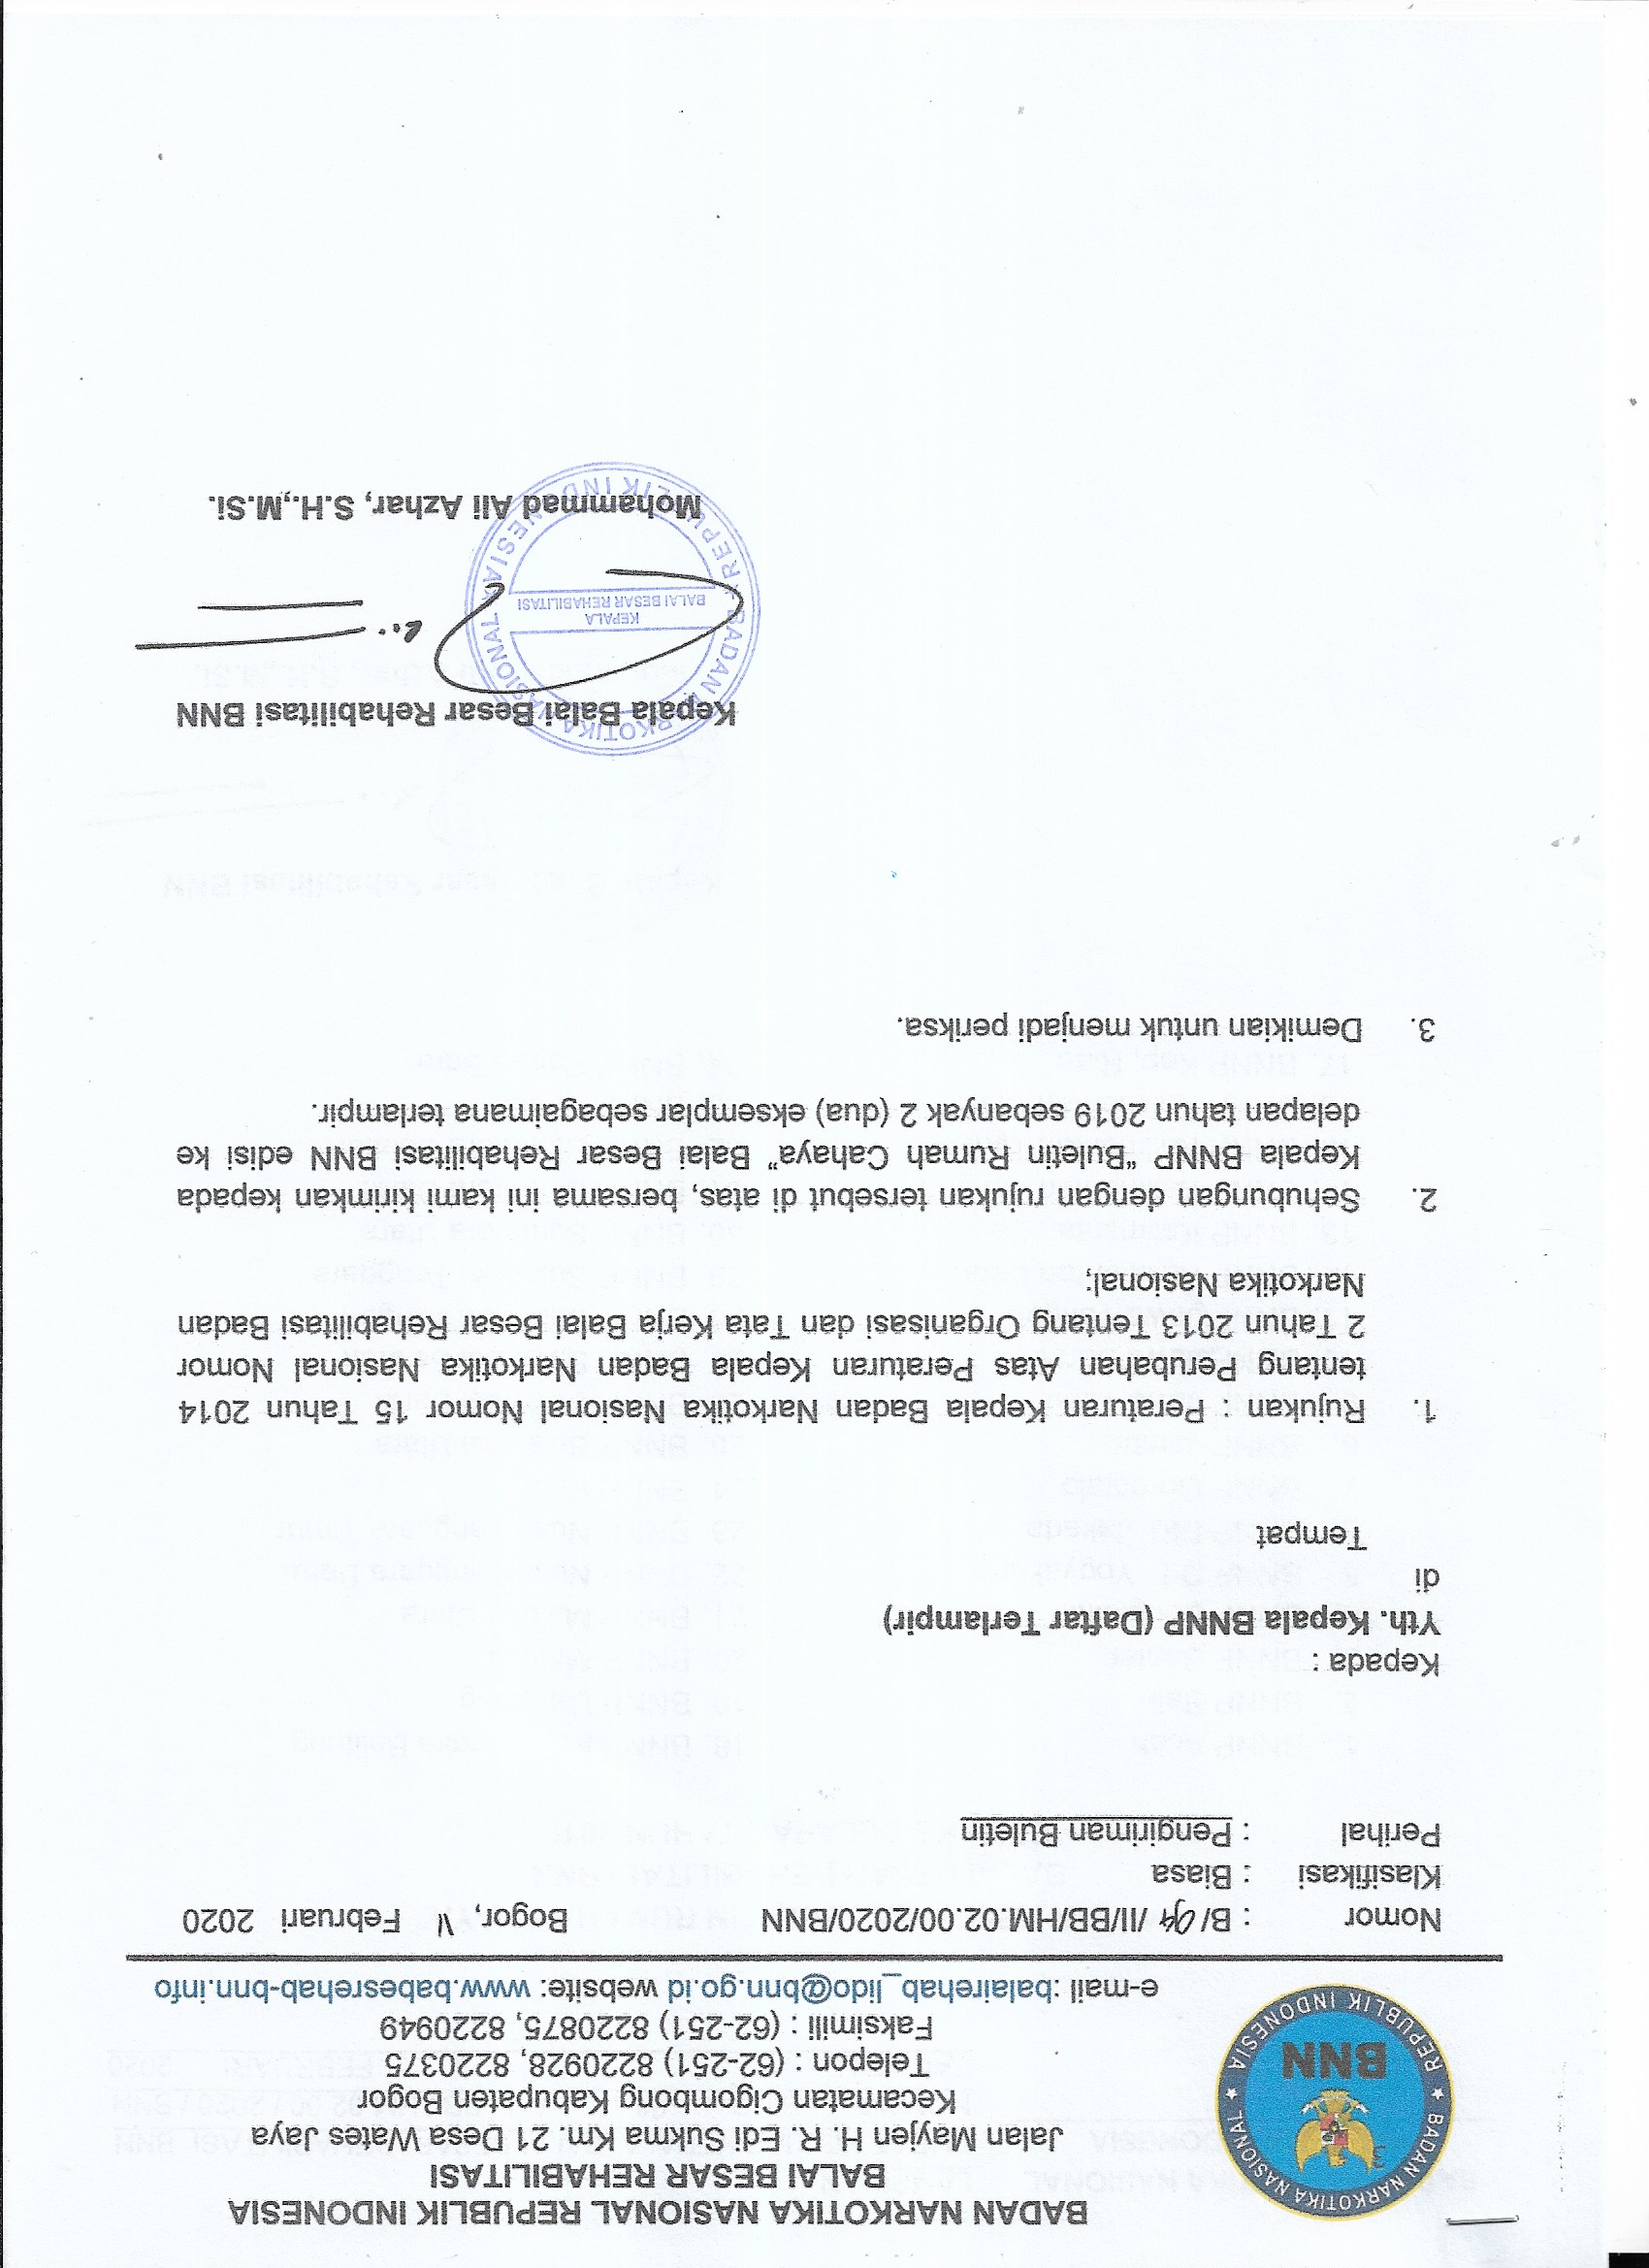 BADAN NARKOTIKA NASIONAL REPUBLIK INDONESIA
BALAI BESAR REHABILITASI
Jalan Mayjen H. R. Edi Sukma Km. 21 Desa Wates Jaya
Kecamatan Cigombong Kabupaten Bogor
Telepon : (62-251) 8220928, 8220375
Faksimili : (62-251) 8220875, 8220949
e-mail :balairehab_lido@bnn.go.id website: www.babesrehab-bnn.info
BADAN NARKOTIKA NASIONAL
BNN
REPUBLIK INDONESIA
Nomor : B/ /II/BB/HM.02.00/2020/BNN Bogor, 11 Februari 2020
Klasifikasi : Biasa
Perihal : Pengiriman Buletin
Kepada :
Yth. Kepala BNNP (Daftar Terlampir)
di
Tempat
1. Rujukan : Peraturan Kepala Badan Narkotika Nasional Nomor 15 Tahun 2014
tentang Perubahan Atas Peraturan Kepala Badan Narkotika Nasional Nomor
2 Tahun 2013 Tentang Organisasi dan Tata Kerja Balai Besar Rehabilitasi Badan
Narkotika Nasional;
2. Sehubungan dengan rujukan tersebut di atas, bersama ini kami kirimkan kepada
Kepala BNNP "Buletin Rumah Cahaya" Balai Besar Rehabilitasi BNN edisi ke
delapan tahun 2019 sebanyak 2 (dua) eksemplar sebagaimana terlampir.
3. Demikian untuk menjadi periksa.
Kepala Balai Besar Rehabilitasi BNN
BADAN NARKOTIKA NASIONAL
KEPALA
BALAI BESAR REHABILITASI
REPUBLIK INDONESIA
Mohammad Ali Azhar, S.H.,M.Si.